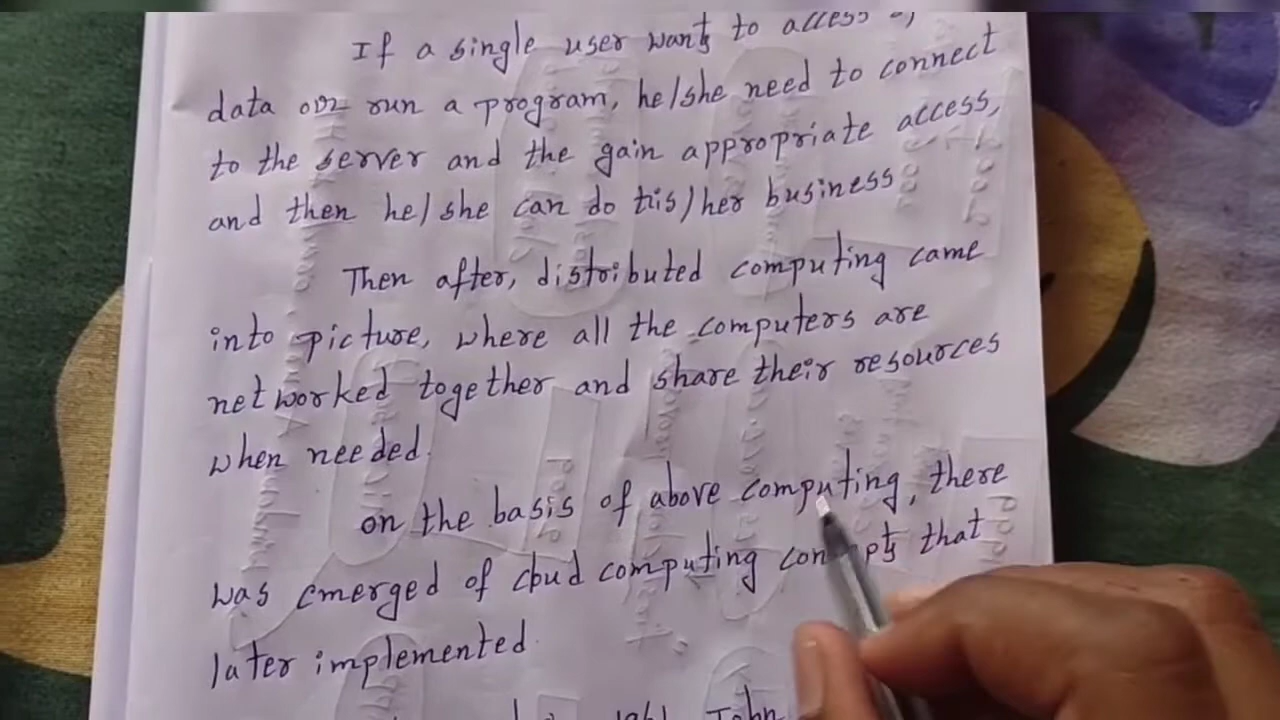 If a single user wants to access
data or run a program, he/she need to connect
to the server and the gain appropriate access,
and then he/she can do his/her business
Then after, distributed computing came
into picture, where all the computers are
networked together and share their resources
when needed.
on the basis of above computing, there
was emerged of cloud computing concepts that
later implemented.
John